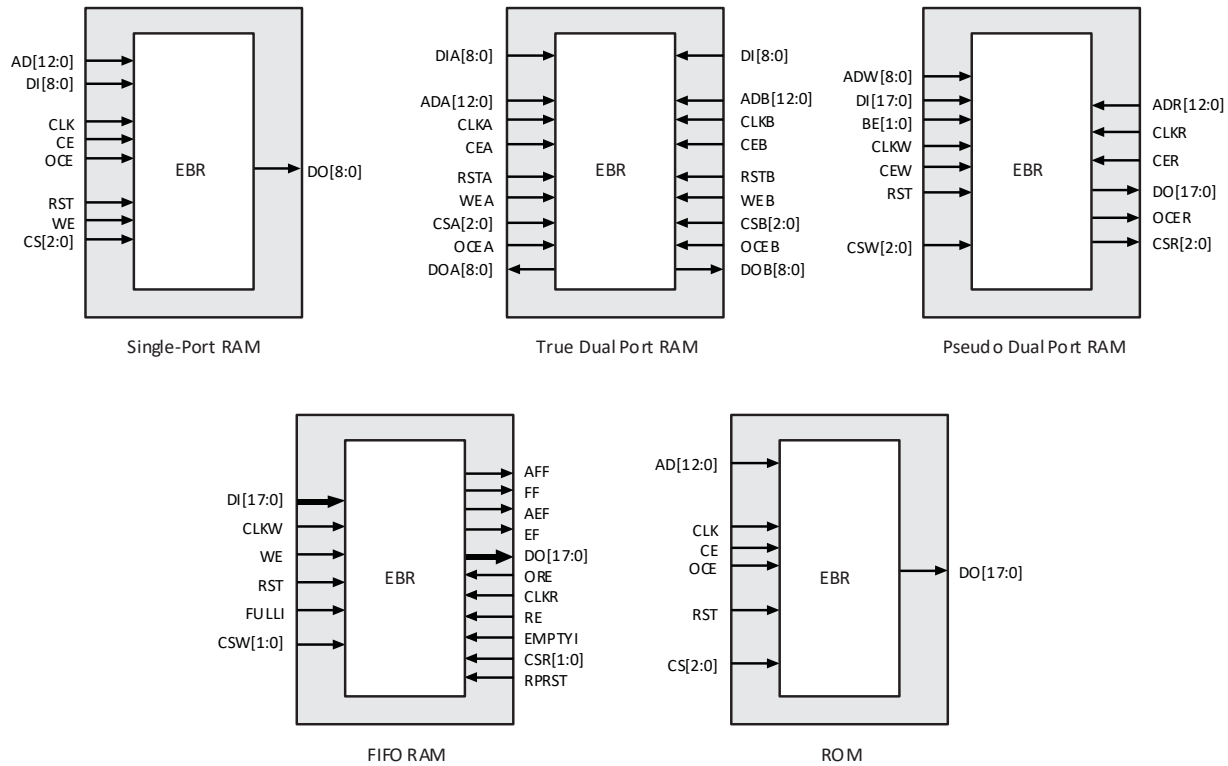 AD[12:0]
DI[8:0]
CLK
CE
OCE
RST
WE
CS[2:0]
EBR
DO[8:0]
Single-Port RAM
DIA[8:0]
ADA[12:0]
CLKA
CEA
RSTA
WEA
CSA[2:0]
OCEA
DOA[8:0]
EBR
DI[8:0]
ADB[12:0]
CLKB
CEB
RSTB
WEB
CSB[2:0]
OCEB
DOB[8:0]
True Dual Port RAM
ADW[8:0]
DI[17:0]
BE[1:0]
CLKW
CEW
RST
CSW[2:0]
EBR
ADR[12:0]
CLKR
CER
DO[17:0]
OCER
CSR[2:0]
Pseudo Dual Port RAM
DI[17:0]
CLKW
WE
RST
FULLI
CSW[1:0]
EBR
AFF
FF
AEF
EF
DO[17:0]
ORE
CLKR
RE
EMPTYI
CSR[1:0]
RPRST
FIFO RAM
AD[12:0]
CLK
CE
OCE
RST
CS[2:0]
EBR
DO[17:0]
ROM